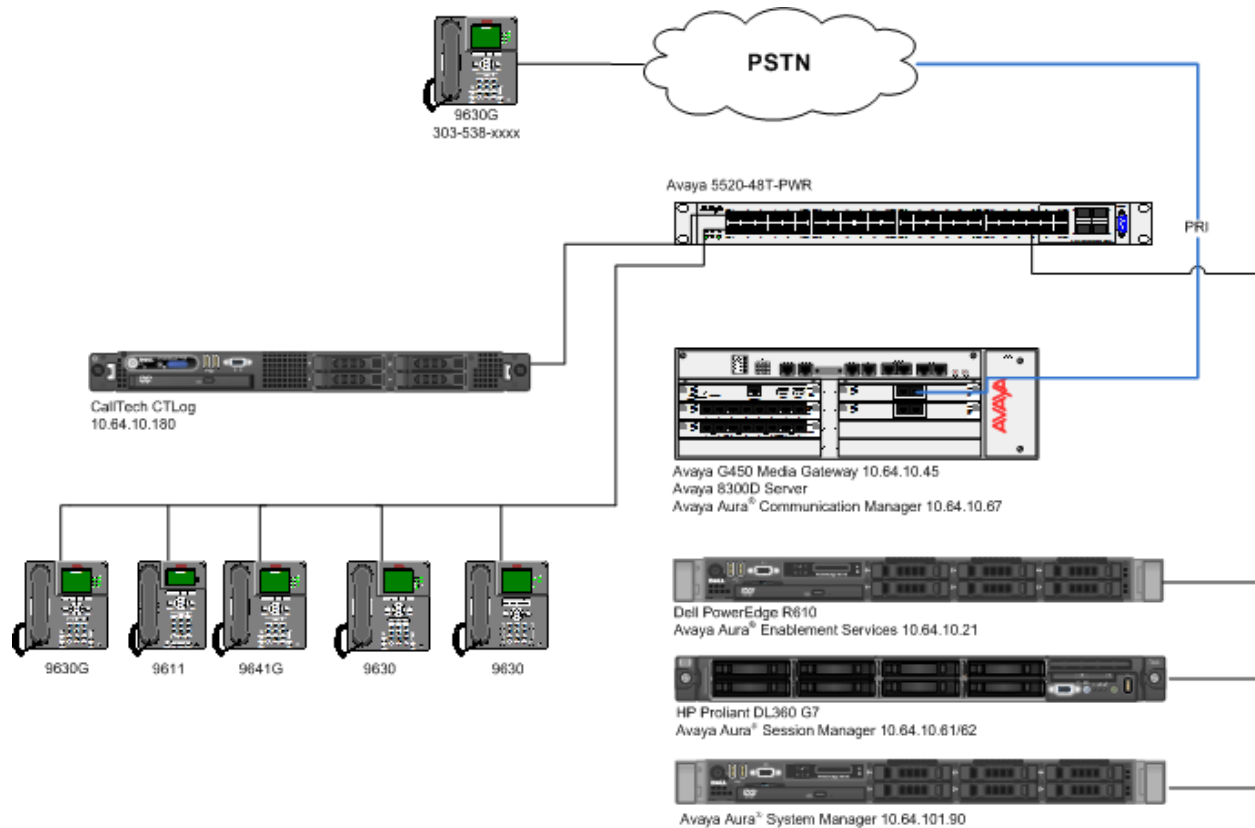 PSTN
9630G
303-538-xxxx
Avaya 5520-48T-PWR
PRI
CallTech CTLog
10.64.10.180
AVAYA
Avaya G450 Media Gateway 10.64.10.45
Avaya 8300D Server
Avaya Aura® Communication Manager 10.64.10.67
9630G
9611
9641G
9630
9630
Dell PowerEdge R610
Avaya Aura® Enablement Services 10.64.10.21
HP Proliant DL360 G7
Avaya Aura® Session Manager 10.64.10.61/62
Avaya Aura® System Manager 10.64.101.90